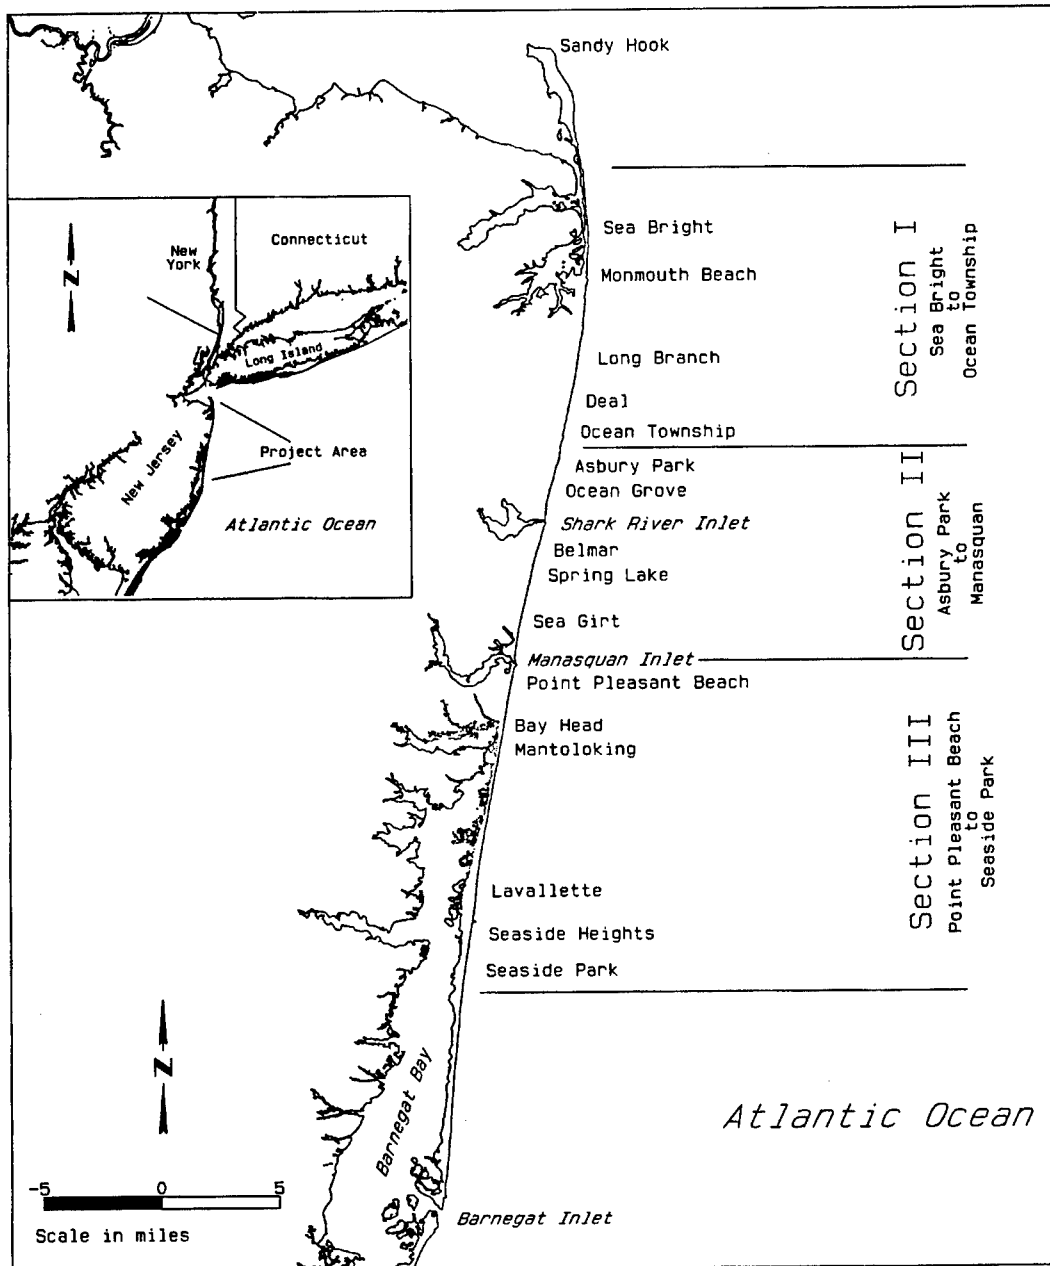 Sandy Hook
Sea Bright
Monmouth Beach
Long Branch
Deal
Ocean Township
Asbury Park
Ocean Grove
Shark River Inlet
Belmar
Spring Lake
Sea Girt
Manasquan Inlet
Point Pleasant Beach
Bay Head
Mantoloking
Lavallette
Seaside Heights
Seaside Park
Barnegat Bay
Barnegat Inlet
Atlantic Ocean
Section I
Sea Bright
to
Ocean Township
Section II
Asbury Park
to
Manasquan
Section III
Point Pleasant Beach
to
Seaside Park
N
New
York
Connecticut
Long Island
New Jersey
Project Area
Atlantic Ocean
N
-5 0 5
Scale in miles